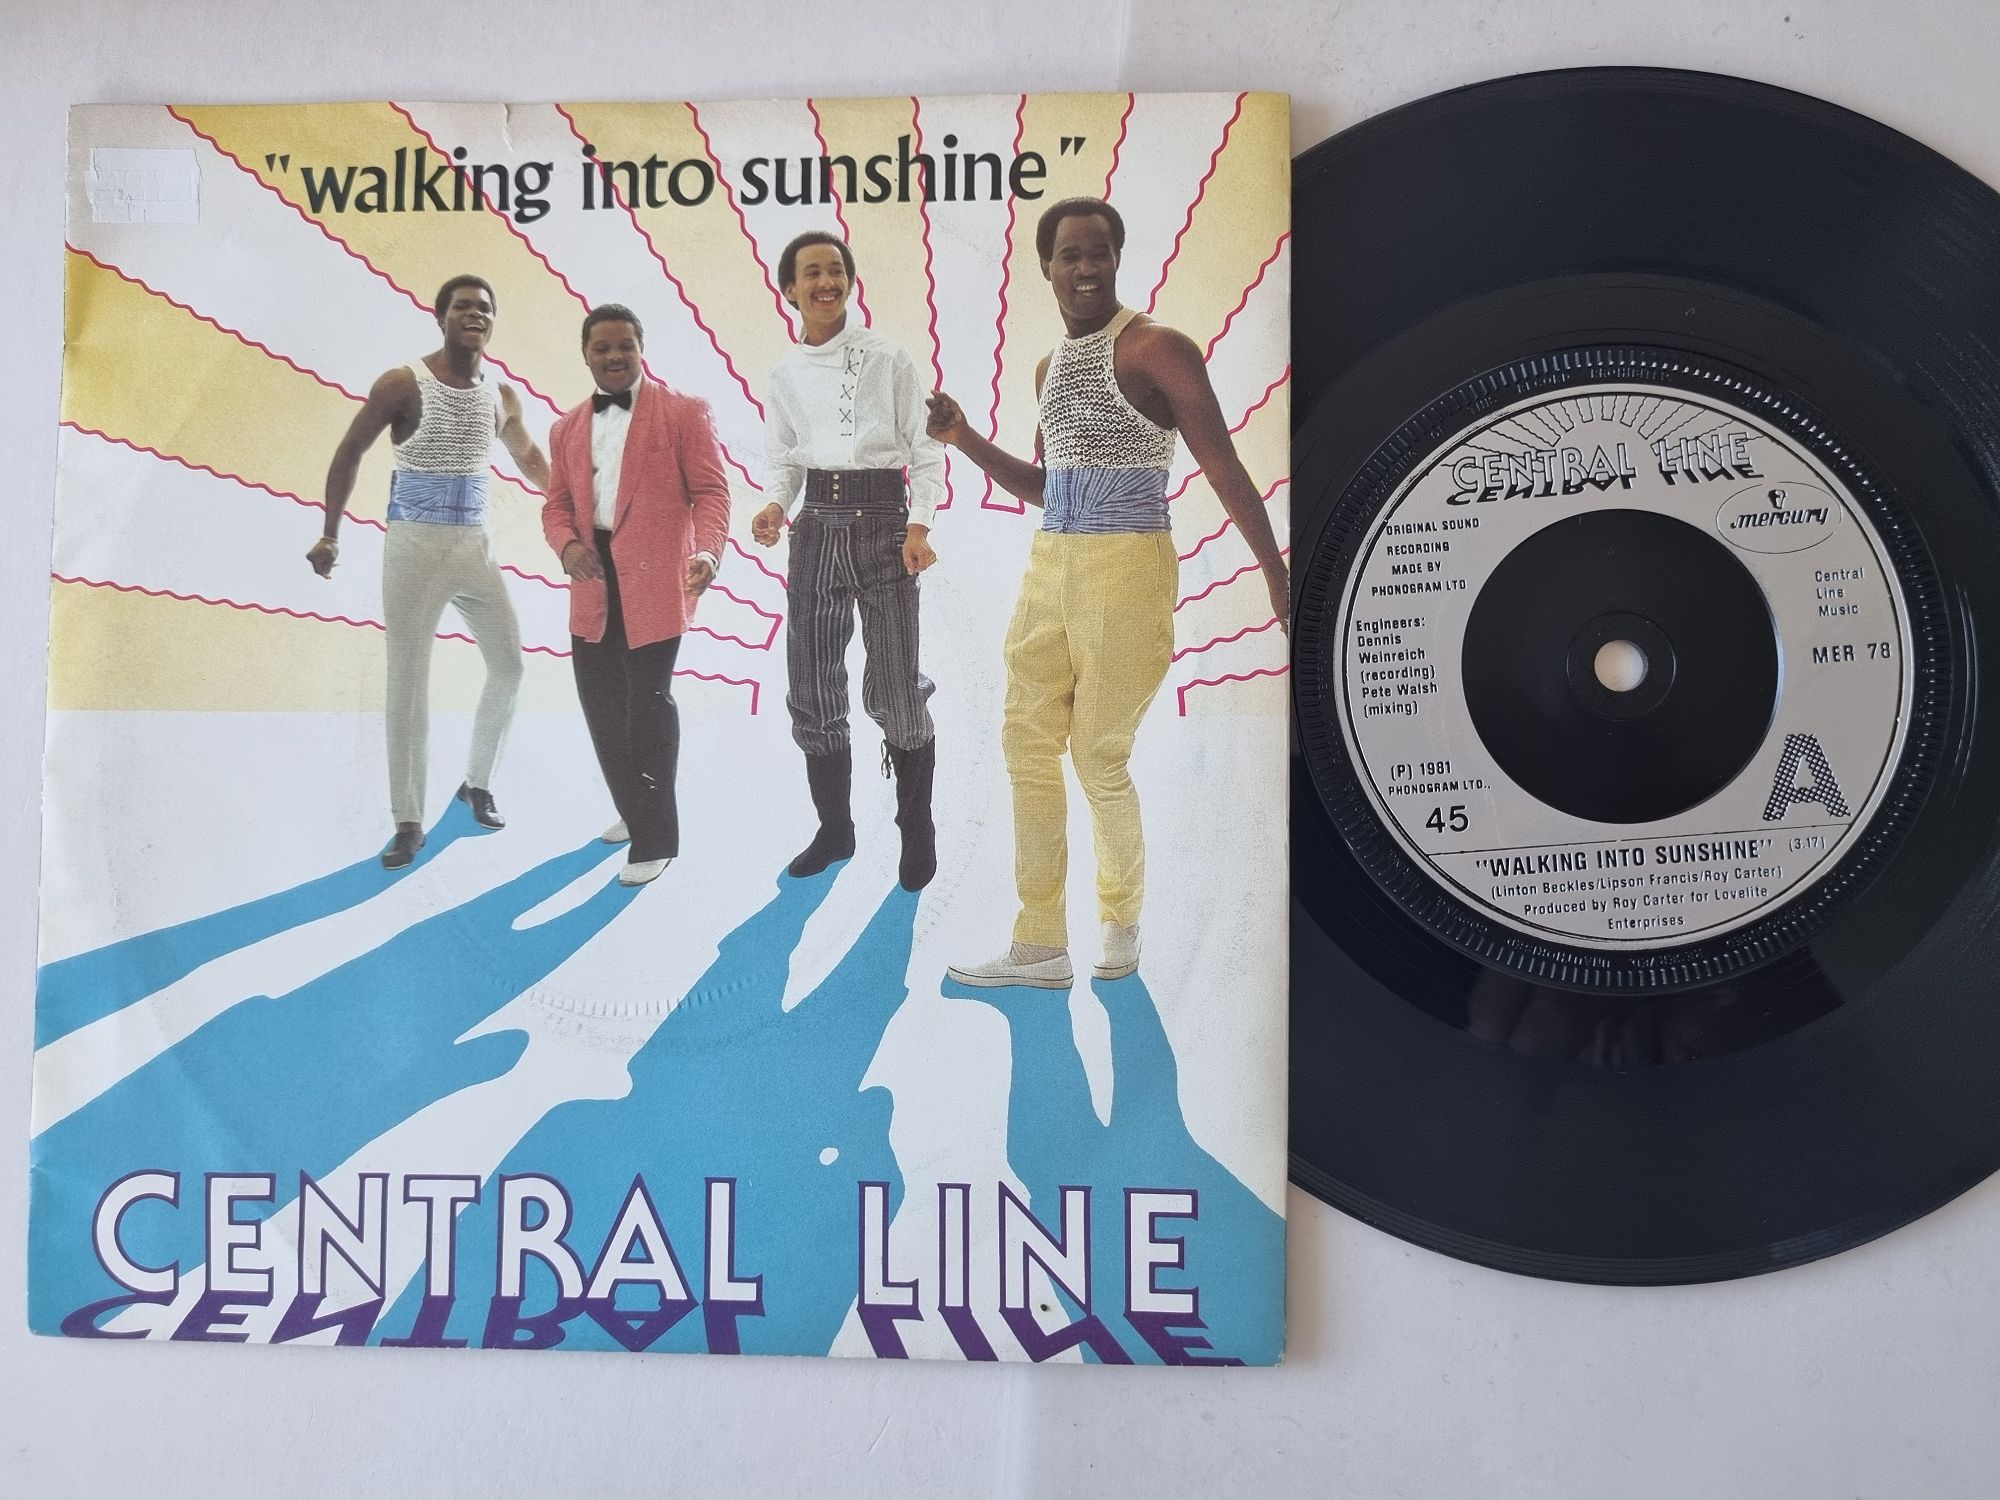 "walking into sunshine"
CENTRAL LINE
CENTRAL LINE
mercury
ORIGINAL SOUND
RECORDING
MADE BY
PHONOGRAM LTD
Engineers:
Dennis
Weinreich
(recording)
Pete Walsh
(mixing)
Central
Line
Music
MER 78
(P) 1981
PHONOGRAM LTD..
45
A
"WALKING INTO SUNSHINE" (3.17)
(Linton Beckles/Lipson Francis/Roy Carter)
Produced by Roy Carter for Lovelite
Enterprises